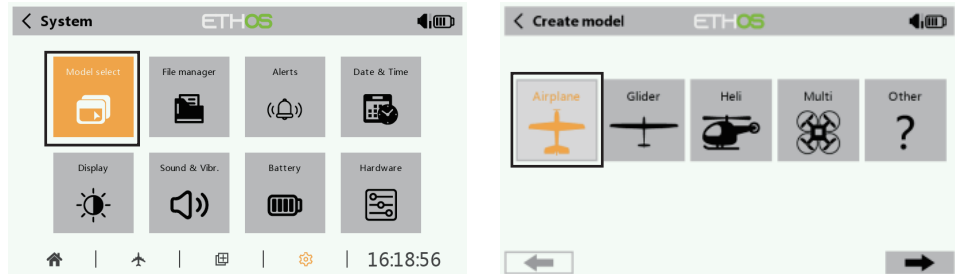 System
ETHOS
Model select
File manager
Alerts
Date & Time
Display
Sound & Vibr.
Battery
Hardware
16:18:56
Create model
ETHOS
Airplane
Glider
Heli
Multi
Other
?